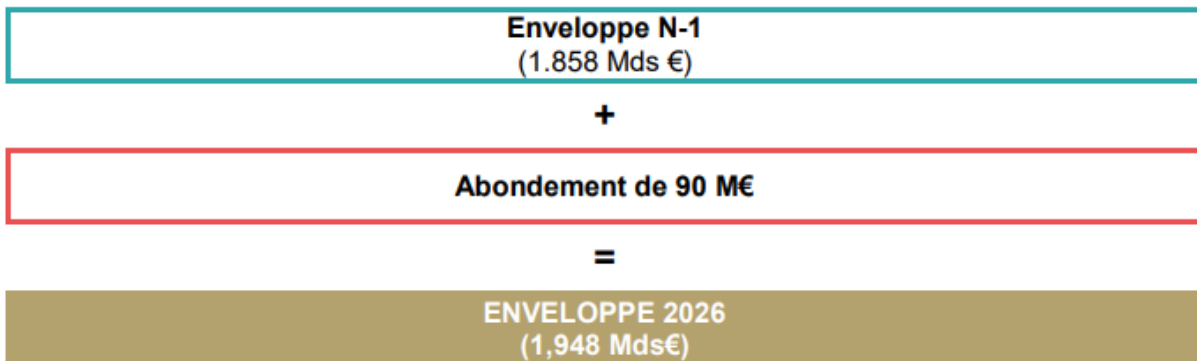 Enveloppe N-1
(1.858 Mds €)
+
Abondement de 90 M€
=
ENVELOPPE 2026
(1,948 Mds€)